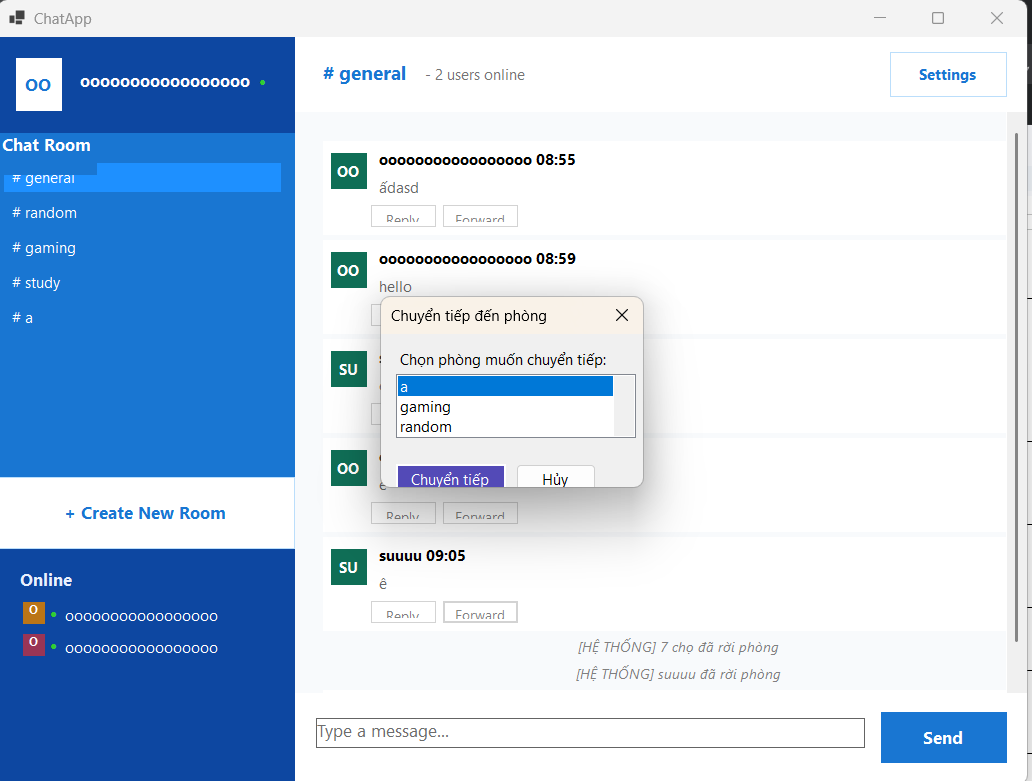 ChatApp
OO
ooooooooooooooooo
# general
- 2 users online
Settings
Chat Room
# general
# random
# gaming
# study
# a
+ Create New Room
Online
O
ooooooooooooooooo
O
ooooooooooooooooo
OO
ooooooooooooooooo 08:55
ấdasd
Reply
Forward
OO
ooooooooooooooooo 08:59
hello
Chuyển tiếp đến phòng
Chọn phòng muốn chuyển tiếp:
a
gaming
random
Chuyển tiếp
Hủy
SU
OO
Reply
Forward
SU
suuuu 09:05
ê
Reply
Forward
[HỆ THỐNG] 7 chọ đã rời phòng
[HỆ THỐNG] suuuu đã rời phòng
Type a message...
Send